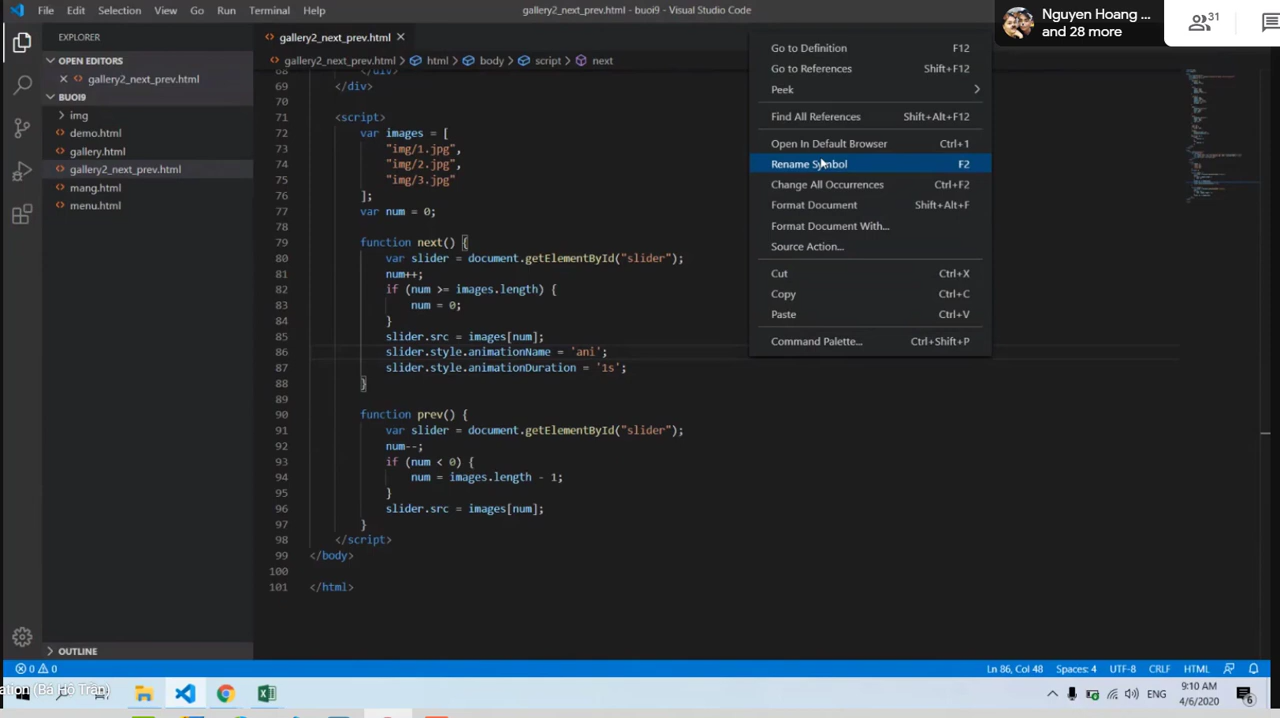 File Edit Selection View Go Run Terminal Help
gallery2_next_prev.html - buoi9 - Visual Studio Code
Nguyen Hoang ...
and 28 more
31
EXPLORER
OPEN EDITORS
gallery2_next_prev.html
BUOI9
img
demo.html
gallery.html
gallery2_next_prev.html
mang.html
menu.html
OUTLINE
gallery2_next_prev.html
gallery2_next_prev.html > html > body > script > next
68 </div>
69 </div>
70
71 <script>
72 var images = [
73 "img/1.jpg",
74 "img/2.jpg",
75 "img/3.jpg"
76 ];
77 var num = 0;
78
79 function next() {
80 var slider = document.getElementById("slider");
81 num++;
82 if (num >= images.length) {
83 num = 0;
84 }
85 slider.src = images[num];
86 slider.style.animationName = 'ani';
87 slider.style.animationDuration = '1s';
88 }
89
90 function prev() {
91 var slider = document.getElementById("slider");
92 num--;
93 if (num < 0) {
94 num = images.length - 1;
95 }
96 slider.src = images[num];
97 }
98 </script>
99 </body>
100
101 </html>
Go to Definition F12
Go to References Shift+F12
Peek
Find All References Shift+Alt+F12
Open In Default Browser Ctrl+1
Rename Symbol F2
Change All Occurrences Ctrl+F2
Format Document Shift+Alt+F
Format Document With...
Source Action...
Cut Ctrl+X
Copy Ctrl+C
Paste Ctrl+V
Command Palette... Ctrl+Shift+P
0 0
Ln 86, Col 48 Spaces: 4 UTF-8 CRLF HTML
(Bá Hô Trần)
ENG
9:10 AM
4/6/2020
6